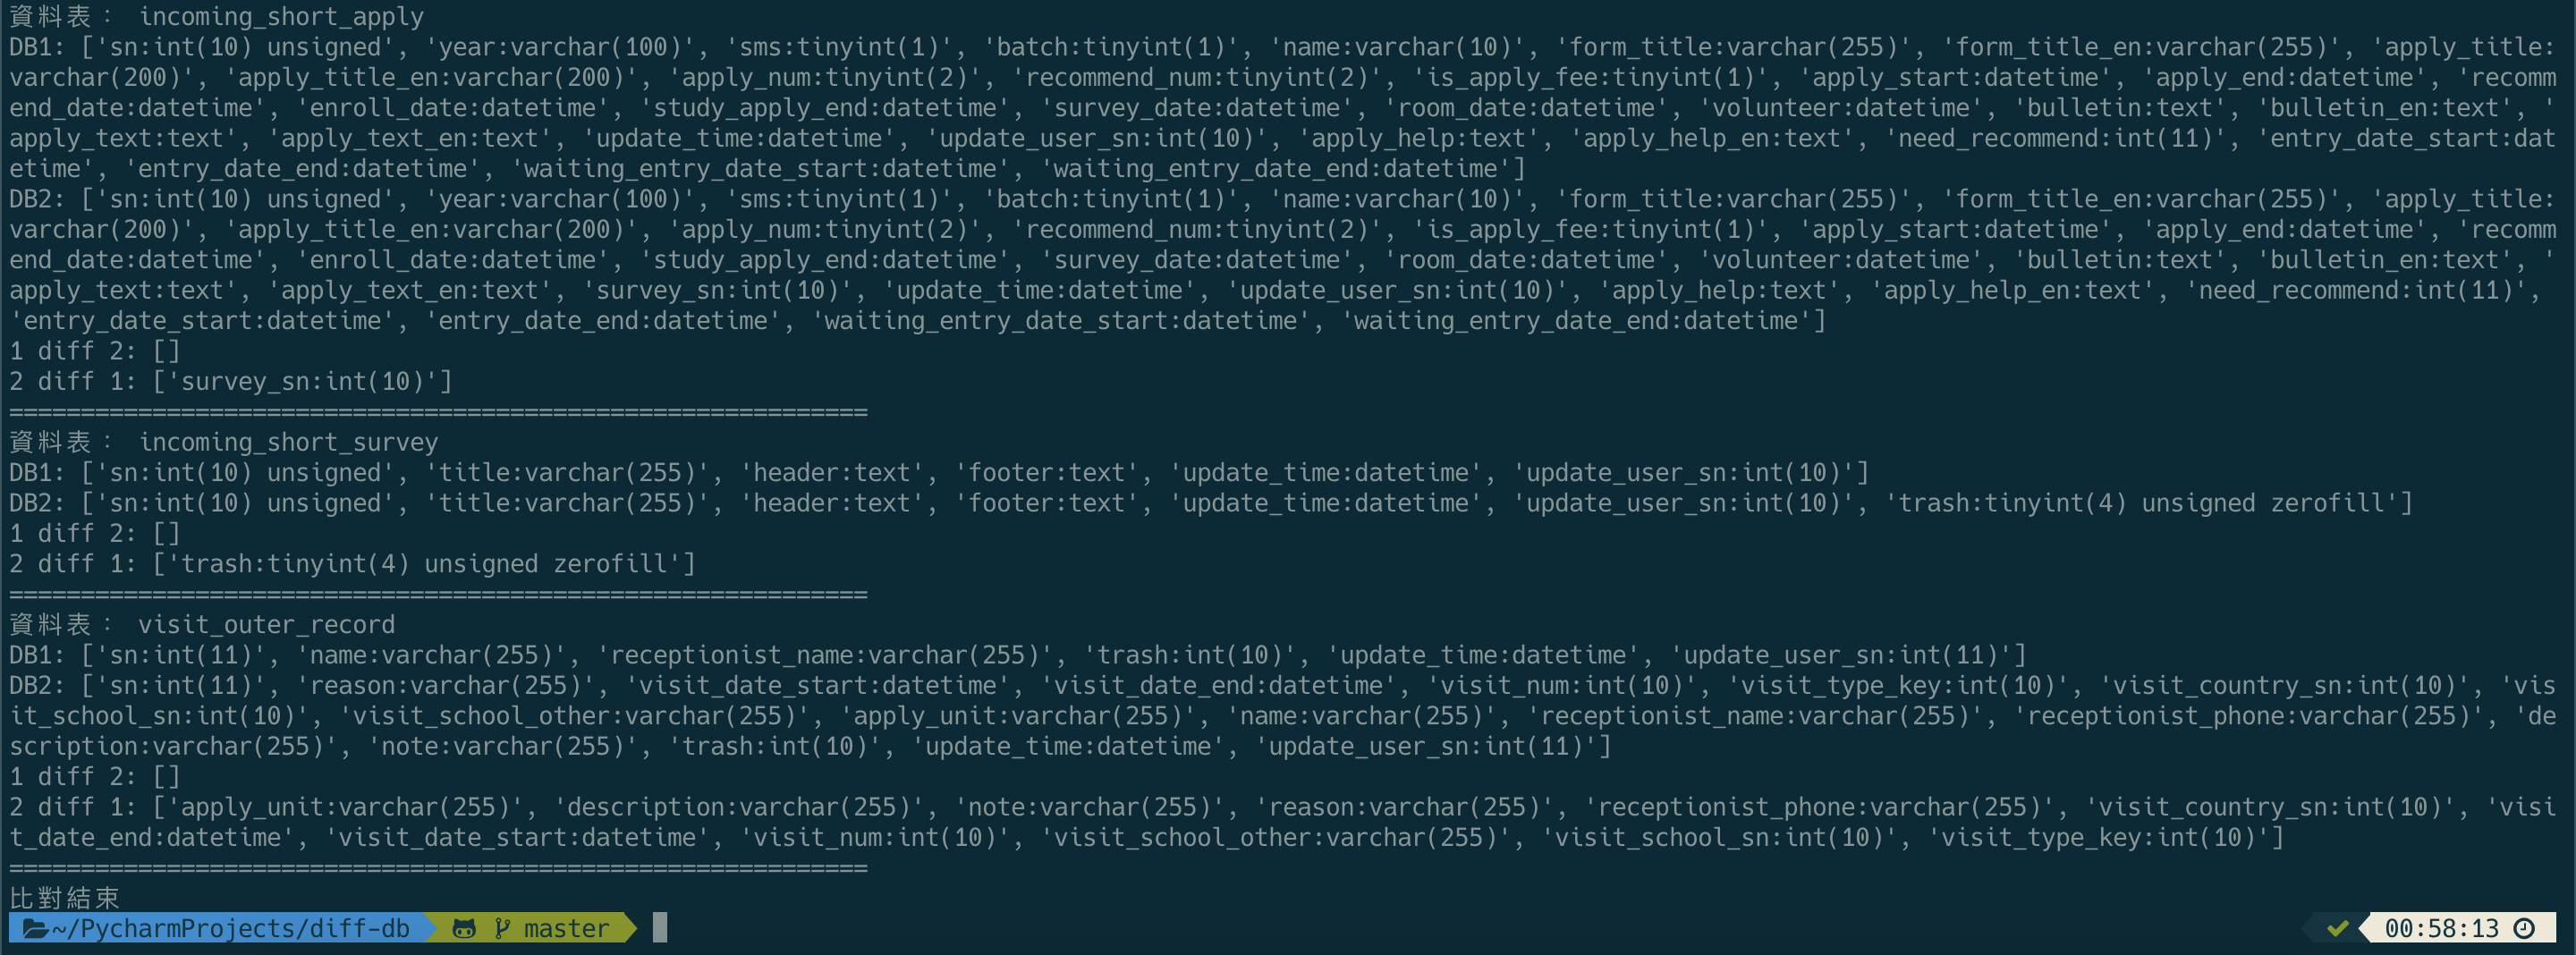 資料表： incoming_short_apply
DB1: ['sn:int(10) unsigned', 'year:varchar(100)', 'sms:tinyint(1)', 'batch:tinyint(1)', 'name:varchar(10)', 'form_title:varchar(255)', 'form_title_en:varchar(255)', 'apply_title:
varchar(200)', 'apply_title_en:varchar(200)', 'apply_num:tinyint(2)', 'recommend_num:tinyint(2)', 'is_apply_fee:tinyint(1)', 'apply_start:datetime', 'apply_end:datetime', 'recomm
end_date:datetime', 'enroll_date:datetime', 'study_apply_end:datetime', 'survey_date:datetime', 'room_date:datetime', 'volunteer:datetime', 'bulletin:text', 'bulletin_en:text', '
apply_text:text', 'apply_text_en:text', 'update_time:datetime', 'update_user_sn:int(10)', 'apply_help:text', 'apply_help_en:text', 'need_recommend:int(11)', 'entry_date_start:dat
etime', 'entry_date_end:datetime', 'waiting_entry_date_start:datetime', 'waiting_entry_date_end:datetime']
DB2: ['sn:int(10) unsigned', 'year:varchar(100)', 'sms:tinyint(1)', 'batch:tinyint(1)', 'name:varchar(10)', 'form_title:varchar(255)', 'form_title_en:varchar(255)', 'apply_title:
varchar(200)', 'apply_title_en:varchar(200)', 'apply_num:tinyint(2)', 'recommend_num:tinyint(2)', 'is_apply_fee:tinyint(1)', 'apply_start:datetime', 'apply_end:datetime', 'recomm
end_date:datetime', 'enroll_date:datetime', 'study_apply_end:datetime', 'survey_date:datetime', 'room_date:datetime', 'volunteer:datetime', 'bulletin:text', 'bulletin_en:text', '
apply_text:text', 'apply_text_en:text', 'survey_sn:int(10)', 'update_time:datetime', 'update_user_sn:int(10)', 'apply_help:text', 'apply_help_en:text', 'need_recommend:int(11)',
'entry_date_start:datetime', 'entry_date_end:datetime', 'waiting_entry_date_start:datetime', 'waiting_entry_date_end:datetime']
1 diff 2: []
2 diff 1: ['survey_sn:int(10)']
============================================================
資料表： incoming_short_survey
DB1: ['sn:int(10) unsigned', 'title:varchar(255)', 'header:text', 'footer:text', 'update_time:datetime', 'update_user_sn:int(10)']
DB2: ['sn:int(10) unsigned', 'title:varchar(255)', 'header:text', 'footer:text', 'update_time:datetime', 'update_user_sn:int(10)', 'trash:tinyint(4) unsigned zerofill']
1 diff 2: []
2 diff 1: ['trash:tinyint(4) unsigned zerofill']
============================================================
資料表： visit_outer_record
DB1: ['sn:int(11)', 'name:varchar(255)', 'receptionist_name:varchar(255)', 'trash:int(10)', 'update_time:datetime', 'update_user_sn:int(11)']
DB2: ['sn:int(11)', 'reason:varchar(255)', 'visit_date_start:datetime', 'visit_date_end:datetime', 'visit_num:int(10)', 'visit_type_key:int(10)', 'visit_country_sn:int(10)', 'vis
it_school_sn:int(10)', 'visit_school_other:varchar(255)', 'apply_unit:varchar(255)', 'name:varchar(255)', 'receptionist_name:varchar(255)', 'receptionist_phone:varchar(255)', 'de
scription:varchar(255)', 'note:varchar(255)', 'trash:int(10)', 'update_time:datetime', 'update_user_sn:int(11)']
1 diff 2: []
2 diff 1: ['apply_unit:varchar(255)', 'description:varchar(255)', 'note:varchar(255)', 'reason:varchar(255)', 'receptionist_phone:varchar(255)', 'visit_country_sn:int(10)', 'visi
t_date_end:datetime', 'visit_date_start:datetime', 'visit_num:int(10)', 'visit_school_other:varchar(255)', 'visit_school_sn:int(10)', 'visit_type_key:int(10)']
============================================================
比對結束
~/PycharmProjects/diff-db master 00:58:13